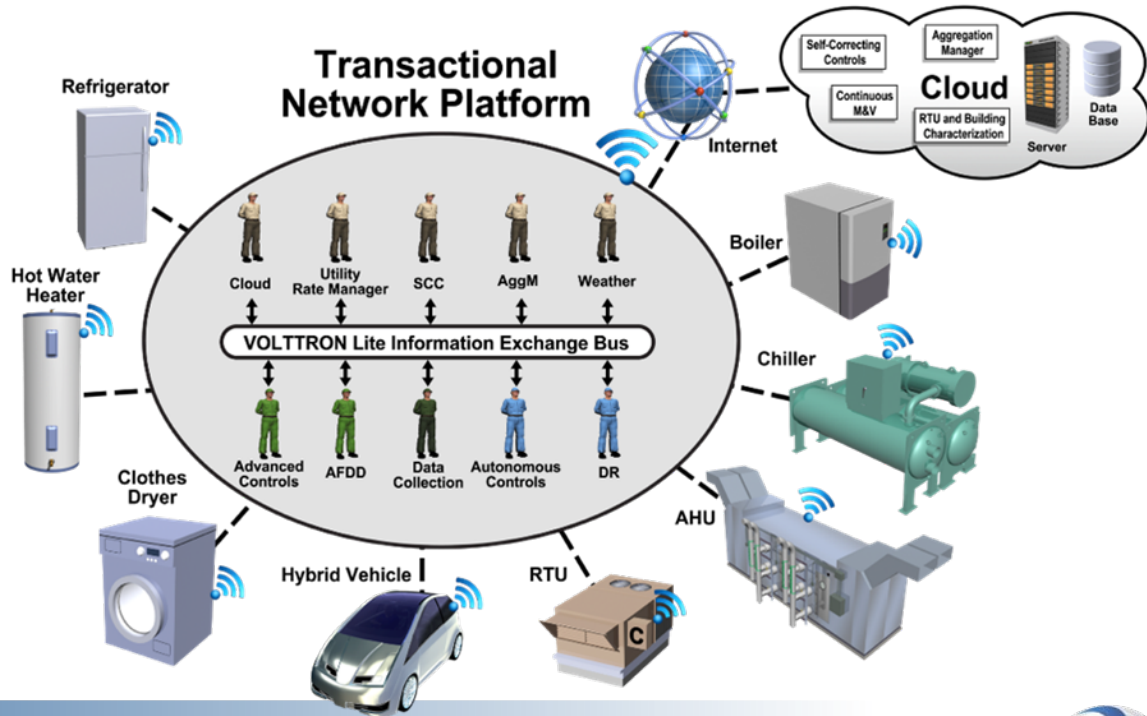 Transactional
Network Platform
Refrigerator
Internet
Self-Correcting
Controls
Aggregation
Manager
Continuous
M&V
Cloud
RTU and Building
Characterization
Server
Data
Base
Hot Water
Heater
Boiler
Cloud
Utility
Rate Manager
SCC
AggM
Weather
VOLTTRON Lite Information Exchange Bus
Chiller
Advanced
Controls
AFDD
Data
Collection
Autonomous
Controls
DR
Clothes
Dryer
AHU
Hybrid Vehicle
RTU
C